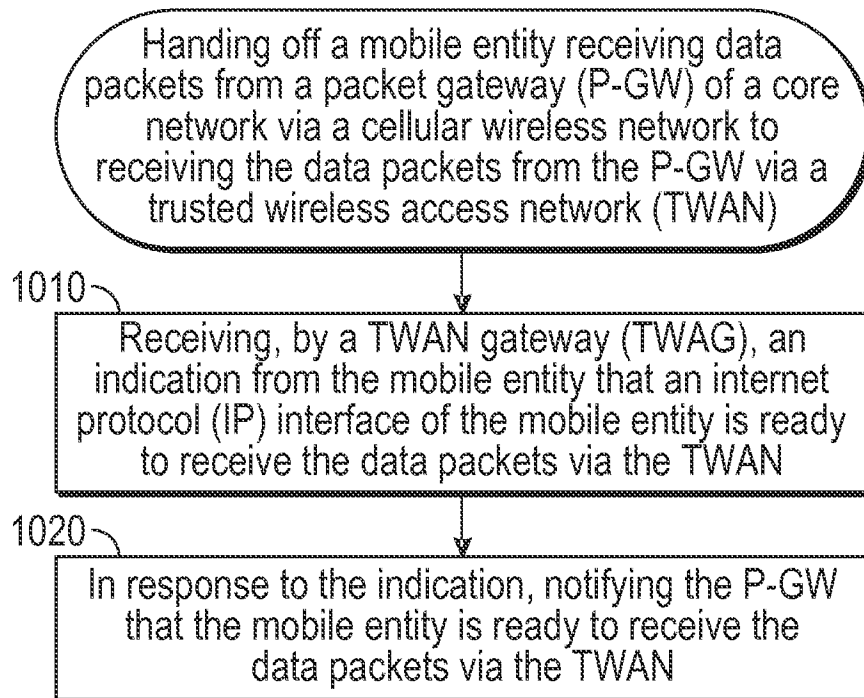 Handing off a mobile entity receiving data
packets from a packet gateway (P-GW) of a core
network via a cellular wireless network to
receiving the data packets from the P-GW via a
trusted wireless access network (TWAN)
1010
Receiving, by a TWAN gateway (TWAG), an
indication from the mobile entity that an internet
protocol (IP) interface of the mobile entity is ready
to receive the data packets via the TWAN
1020
In response to the indication, notifying the P-GW
that the mobile entity is ready to receive the
data packets via the TWAN